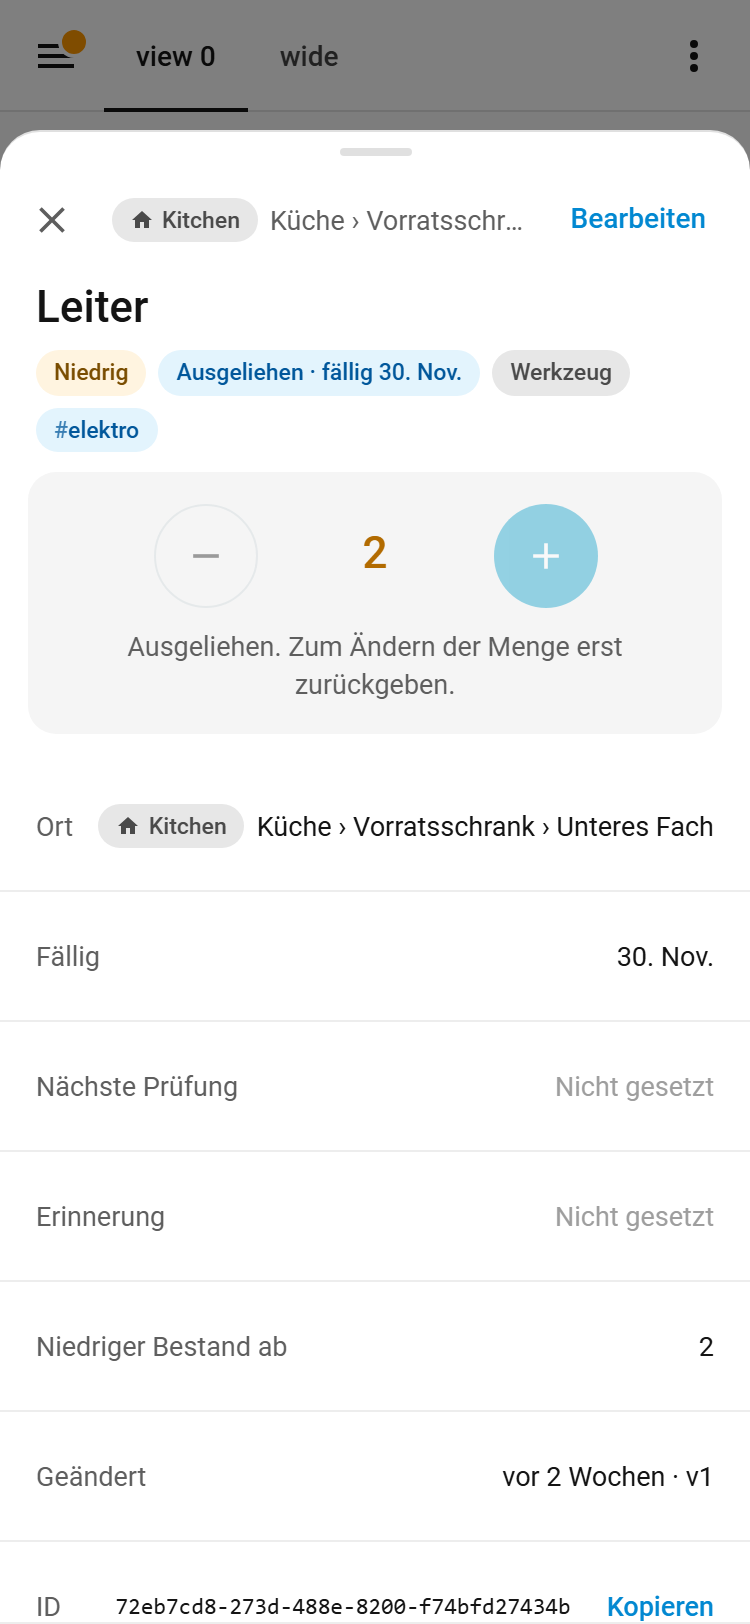 view 0
wide
Kitchen Küche › Vorratsschr...
Bearbeiten
Leiter
Niedrig
Ausgeliehen · fällig 30. Nov.
Werkzeug
#elektro
2
Ausgeliehen. Zum Ändern der Menge erst
zurückgeben.
Ort Kitchen Küche › Vorratsschrank › Unteres Fach
Fällig 30. Nov.
Nächste Prüfung Nicht gesetzt
Erinnerung Nicht gesetzt
Niedriger Bestand ab 2
Geändert vor 2 Wochen · v1
ID 72eb7cd8-273d-488e-8200-f74bfd27434b Kopieren